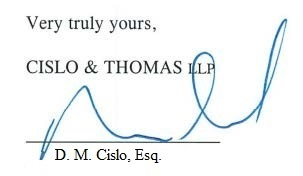 Very truly yours,
CISLO & THOMAS LLP
D. M. Cislo, Esq.